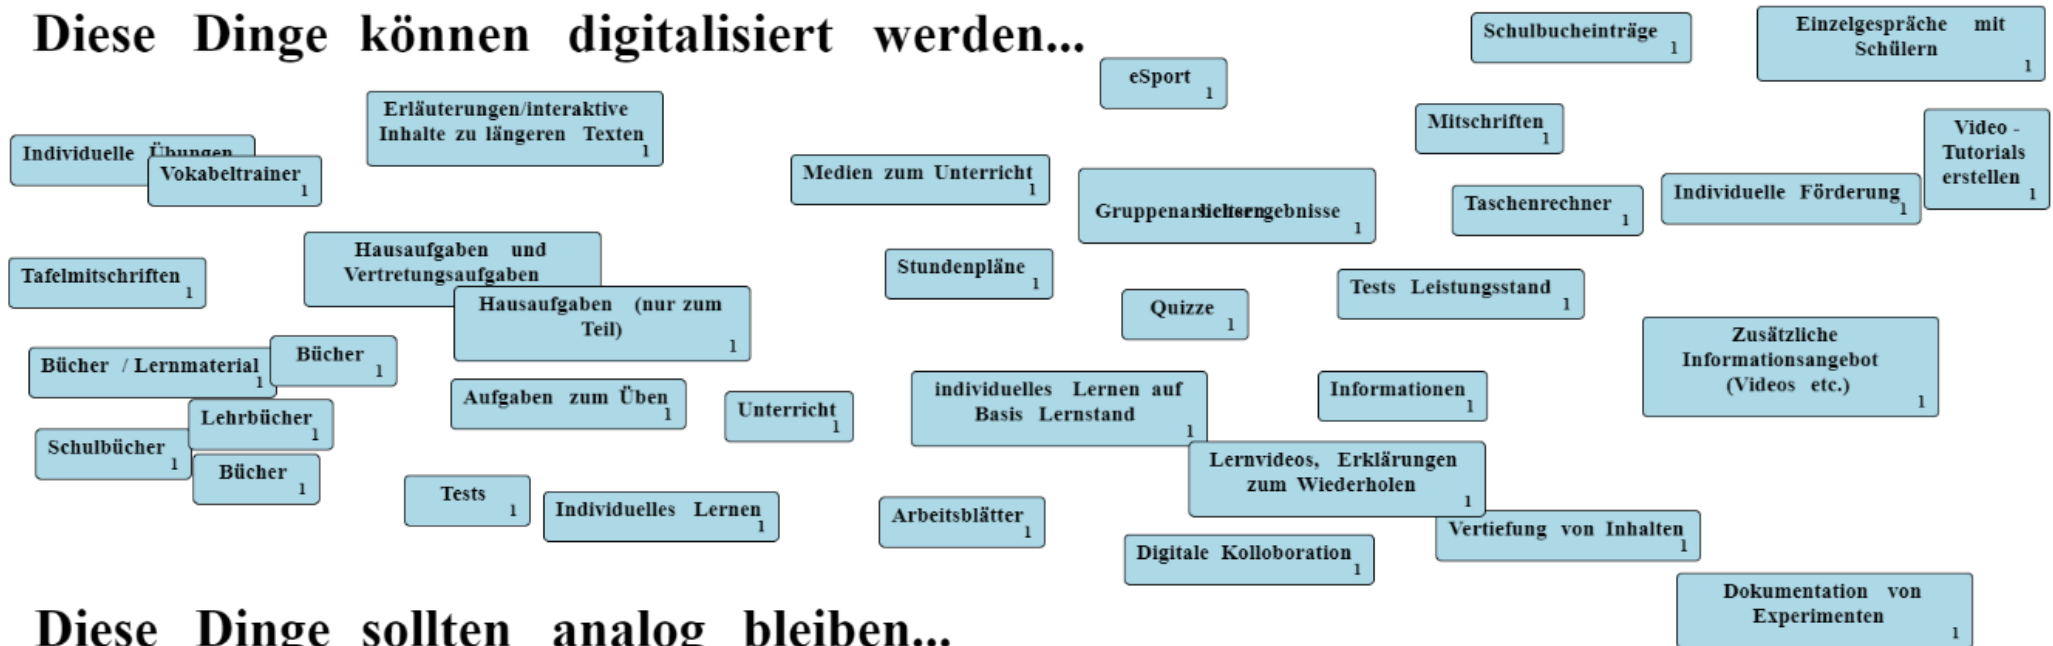 Diese Dinge können digitalisiert werden...
Schulbucheinträge
1
Einzelgespräche mit
Schülern
1
eSport
1
Erläuterungen/interaktive
Inhalte zu längeren Texten
1
Mitschriften
1
Video -
Tutorials
erstellen
1
Individuelle Übungen
Vokabeltrainer
1
Medien zum Unterricht
1
Gruppenarbeitsergebnisse
1
Taschenrechner
1
Individuelle Förderung
1
Tafelmitschriften
1
Hausaufgaben und
Vertretungsaufgaben
Hausaufgaben (nur zum
Teil)
1
Stundenpläne
1
Quizze
1
Tests Leistungsstand
1
Zusätzliche
Informationsangebot
(Videos etc.)
1
Bücher / Lernmaterial
1
Bücher
1
Lehrbücher
1
Schulbücher
1
Bücher
1
Aufgaben zum Üben
1
Unterricht
1
individuelles Lernen auf
Basis Lernstand
1
Informationen
1
Lernvideos, Erklärungen
zum Wiederholen
1
Tests
1
Individuelles Lernen
1
Arbeitsblätter
1
Digitale Kolloboration
1
Vertiefung von Inhalten
1
Dokumentation von
Experimenten
1
Diese Dinge sollten analog bleiben...